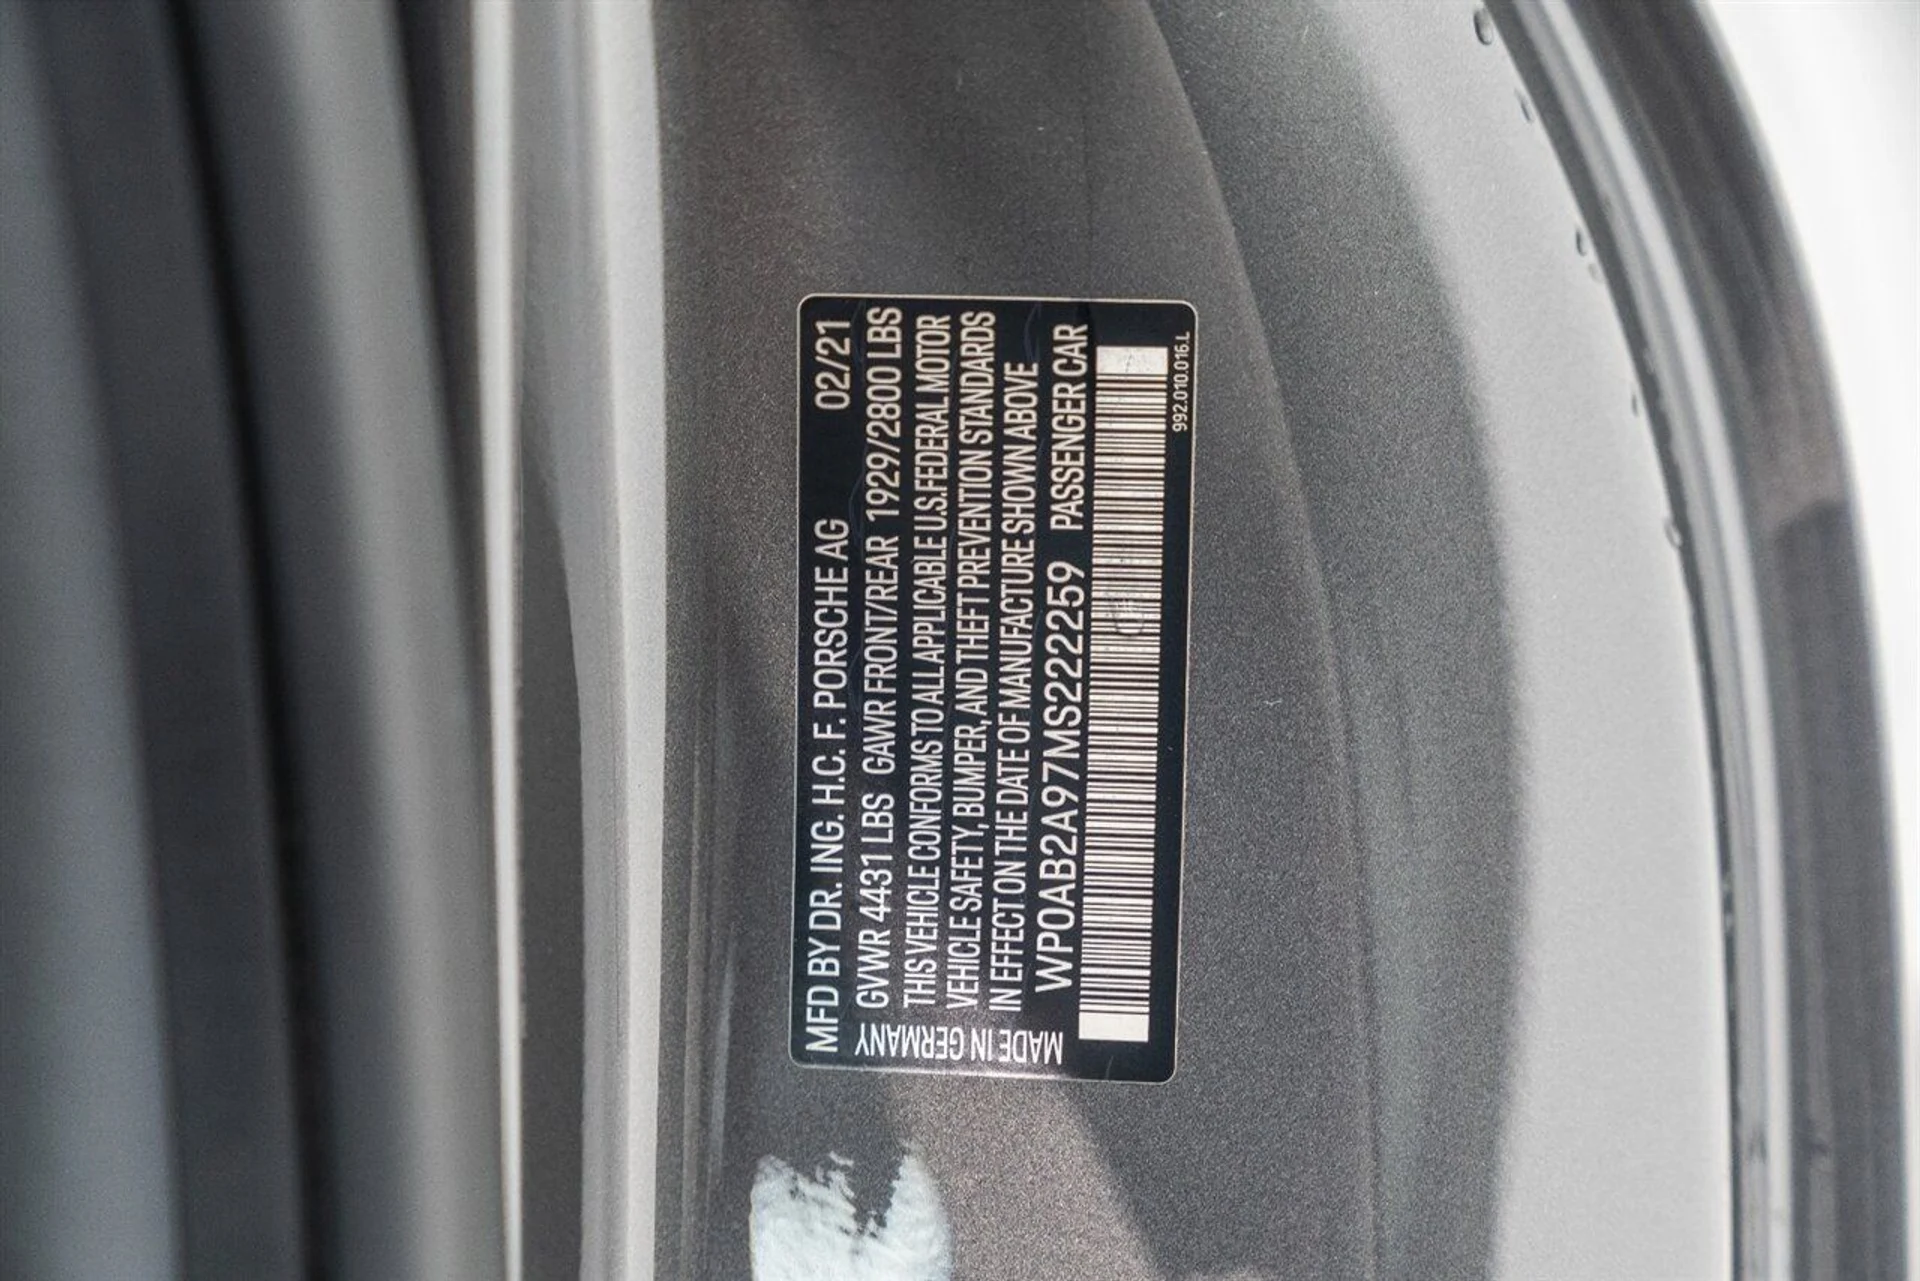 MFD BY DR. ING. H.C. F. PORSCHE AG 02/21
GVWR 4431 LBS GAWR FRONT/REAR 1929/2800 LBS
THIS VEHICLE CONFORMS TO ALL APPLICABLE U.S. FEDERAL MOTOR
VEHICLE SAFETY, BUMPER, AND THEFT PREVENTION STANDARDS
IN EFFECT ON THE DATE OF MANUFACTURE SHOWN ABOVE
WP0AB2A97MS222259 PASSENGER CAR
MADE IN GERMANY
992.010.016.L